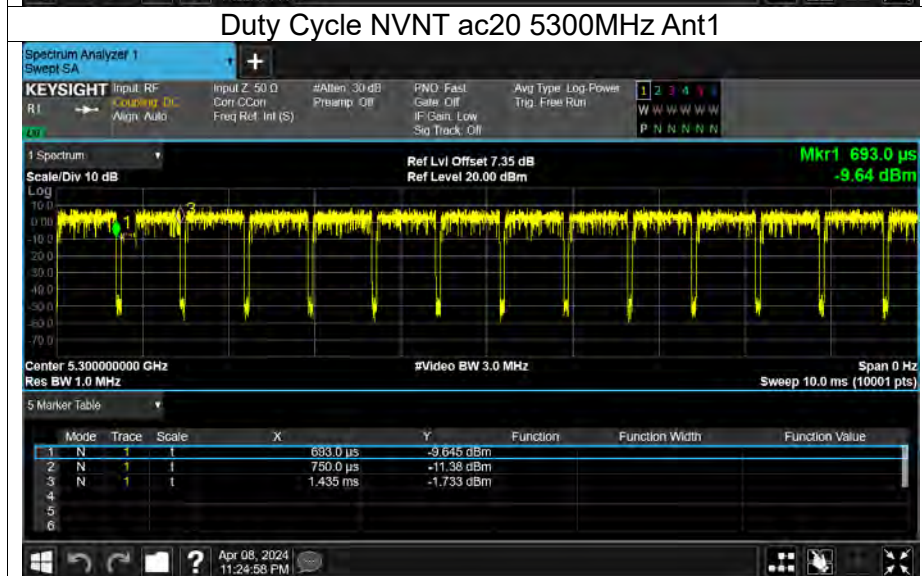 Duty Cycle NVNT ac20 5300MHz Ant1
Spectrum Analyzer 1
Swept SA
+
KEYSIGHT Input: RF Input Z: 50 Ω #Atten: 30 dB PNO: Fast Avg Type: Log-Power 1 2 3 4 5 6
Coupling: DC Corr CCorr Preamp: Off Gate: Off Trig: Free Run W W W W W W
Align: Auto Freq Ref: Int (S) IF Gain: Low
Sig Track: Off P N N N N N
1 Spectrum Ref Lvl Offset 7.35 dB Mkr1 693.0 µs
Scale/Div 10 dB Ref Level 20.00 dBm -9.64 dBm
Log
10.0
0.00
-10.0
-20.0
-30.0
-40.0
-50.0
-60.0
-70.0
1
3
Center 5.300000000 GHz #Video BW 3.0 MHz Span 0 Hz
Res BW 1.0 MHz Sweep 10.0 ms (10001 pts)
5 Marker Table
Mode Trace Scale X Y Function Function Width Function Value
1 N 1 t 693.0 µs -9.645 dBm
2 N 1 t 750.0 µs -11.38 dBm
3 N 1 t 1.435 ms -1.733 dBm
4
5
6
? Apr 08, 2024
11:24:58 PM